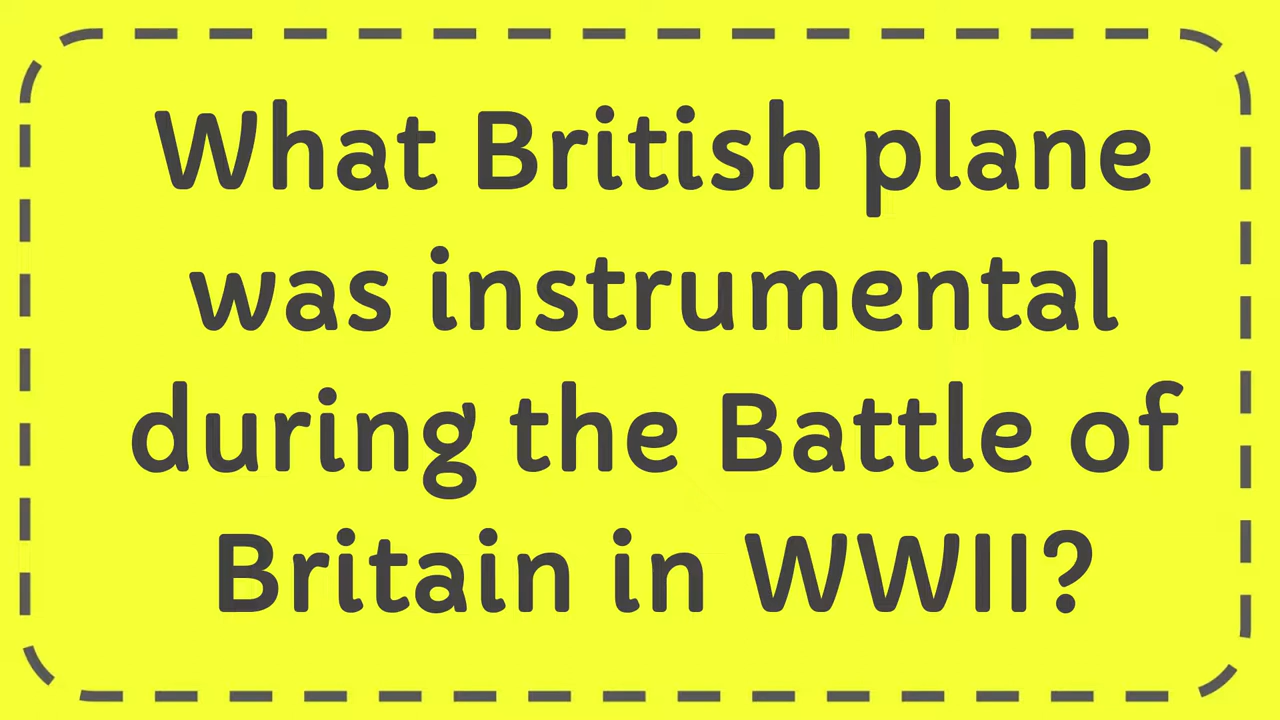 What British plane
was instrumental
during the Battle of
Britain in WWII?